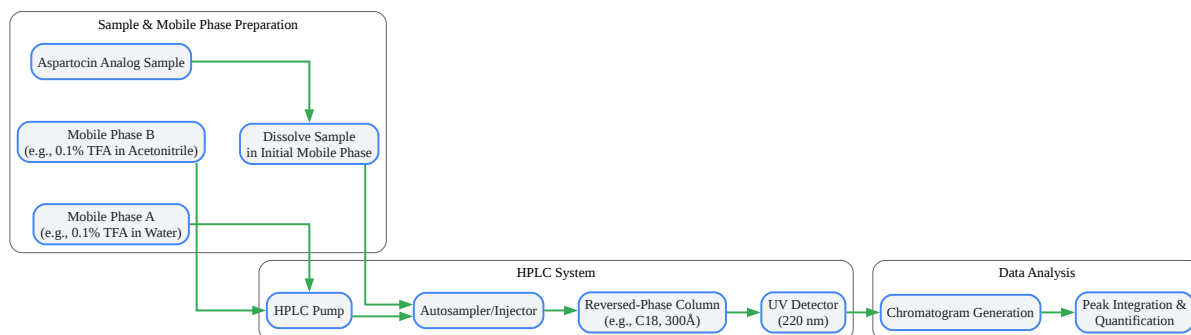 Sample & Mobile Phase Preparation
Aspartocin Analog Sample
Mobile Phase B
(e.g., 0.1% TFA in Acetonitrile)
Dissolve Sample
in Initial Mobile Phase
Mobile Phase A
(e.g., 0.1% TFA in Water)
HPLC System
HPLC Pump
Autosampler/Injector
Reversed-Phase Column
(e.g., C18, 300Å)
UV Detector
(220 nm)
Data Analysis
Chromatogram Generation
Peak Integration &
Quantification